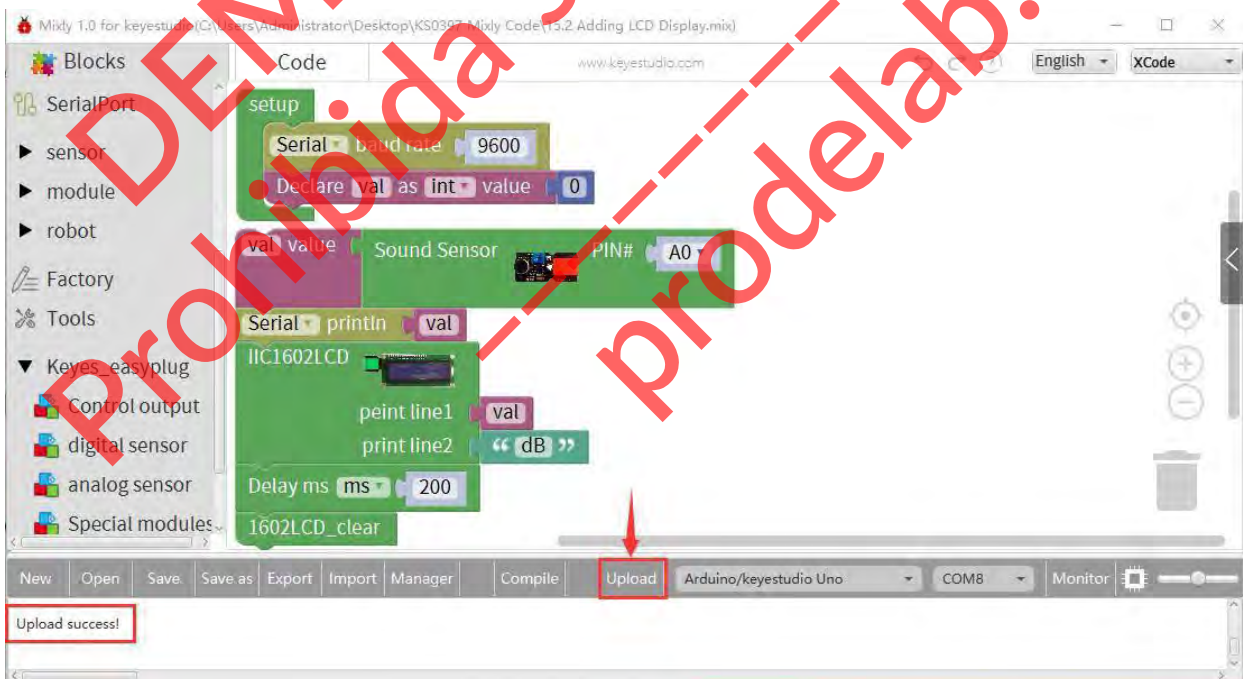 Mixly 1.0 for keyestudio(C:\Users\Administrator\Desktop\KS0397 Mixly Code\15.2 Adding LCD Display.mix)
Blocks
Code
www.keyestudio.com
English
XCode
SerialPort
sensor
module
robot
Factory
Tools
Keyes_easyplug
Control output
digital sensor
analog sensor
Special modules
setup
Serial baud rate 9600
Declare val as int value 0
val value Sound Sensor PIN# A0
Serial println val
IIC1602LCD
peint line1 val
print line2 “ dB ”
Delay ms ms 200
1602LCD_clear
New Open Save Save as Export Import Manager Compile Upload Arduino/keyestudio Uno COM8 Monitor
Upload success!
DEM
Prohibida
prodelab.